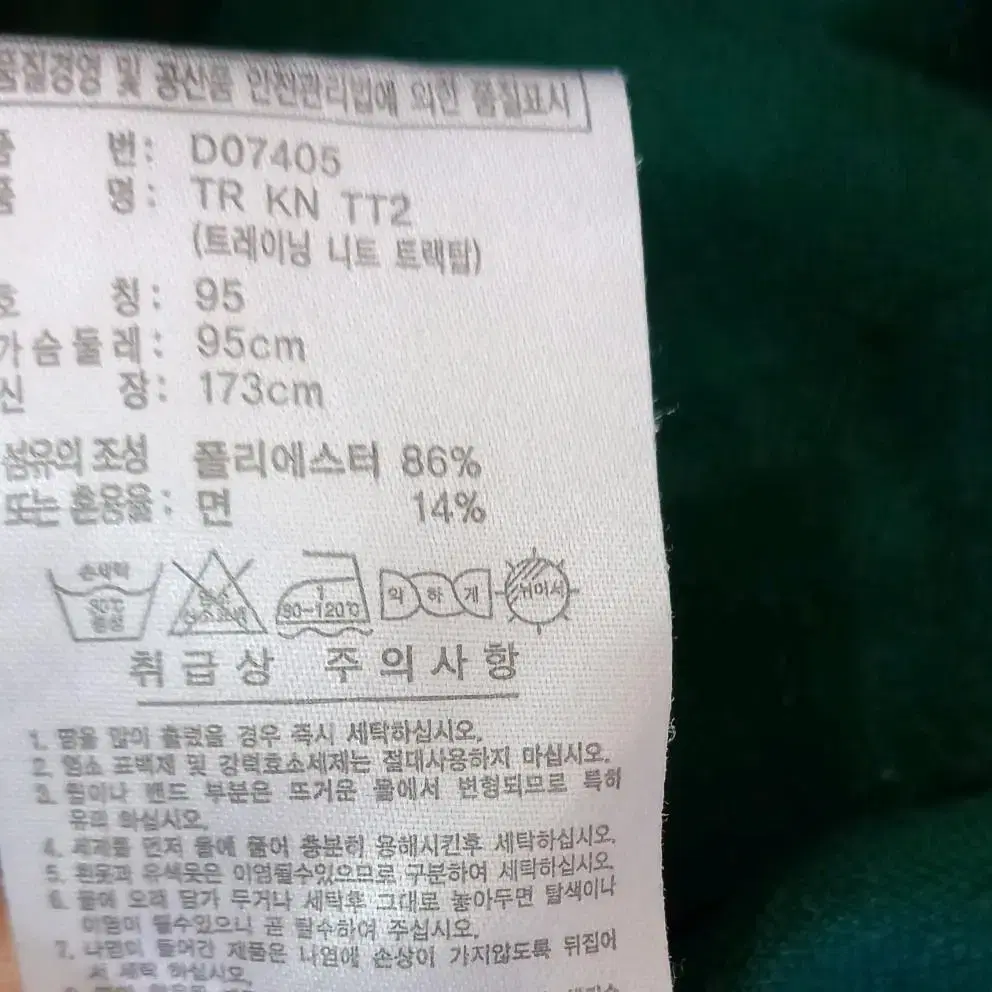 품질경영 및 공산품 안전관리법에 의한 품질표시
품 번: D07405
품 명: TR KN TT2
(트레이닝 니트 트랙탑)
호 칭: 95
가슴둘레: 95cm
신 장: 173cm
섬유의 조성 폴리에스터 86%
또는 혼용율: 면 14%
손세탁 30℃ 중성
염소
80-120℃
약하게
뉘어서
취급상 주의사항
1. 땀을 많이 흘렸을 경우 즉시 세탁하십시오.
2. 염소 표백제 및 강력효소세제는 절대사용하지 마십시오.
3. 밴드 부분은 뜨거운 물에서 변형되므로 특히
하십시오.
4. 세제를 먼저 물에 풀어 충분히 용해시킨후 세탁하십시오.
5. 흰옷과 유색옷은 이염될수있으므로 구분하여 세탁하십시오.
6. 물에 오래 담가 두거나 세탁후 그대로 놓아두면 탈색이나
이염이 될수있으니 곧 탈수하여 주십시오.
7. 나염이 들어간 제품은 나염에 손상이 가지않도록 뒤집어
서 세탁 하십시오.